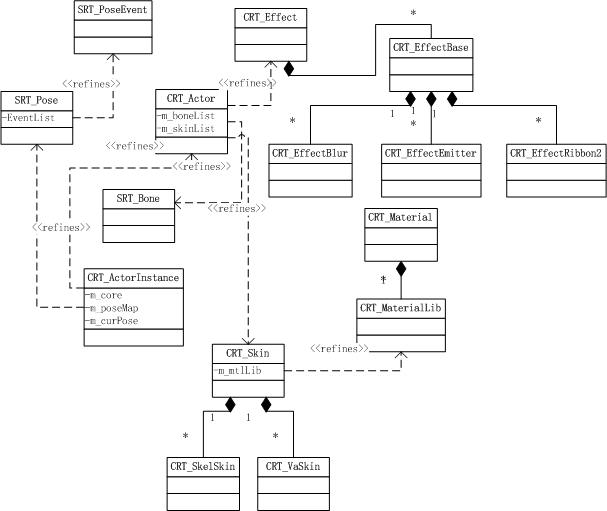 SRT_PoseEvent
CRT_Effect
*
CRT_EffectBase
<<refines>>
<<refines>>
1
SRT_Pose
-EventList
CRT_Actor
-m_boneList
-m_skinList
1
1
1
*
*
*
<<refines>>
CRT_EffectBlur
CRT_EffectEmitter
CRT_EffectRibbon2
<<refines>>
SRT_Bone
<<refines>>
<<refines>>
CRT_Material
CRT_ActorInstance
-m_core
-m_poseMap
-m_curPose
*
1
CRT_MaterialLib
<<refines>>
CRT_Skin
-m_mtlLib
1
1
*
*
CRT_SkelSkin
CRT_VaSkin